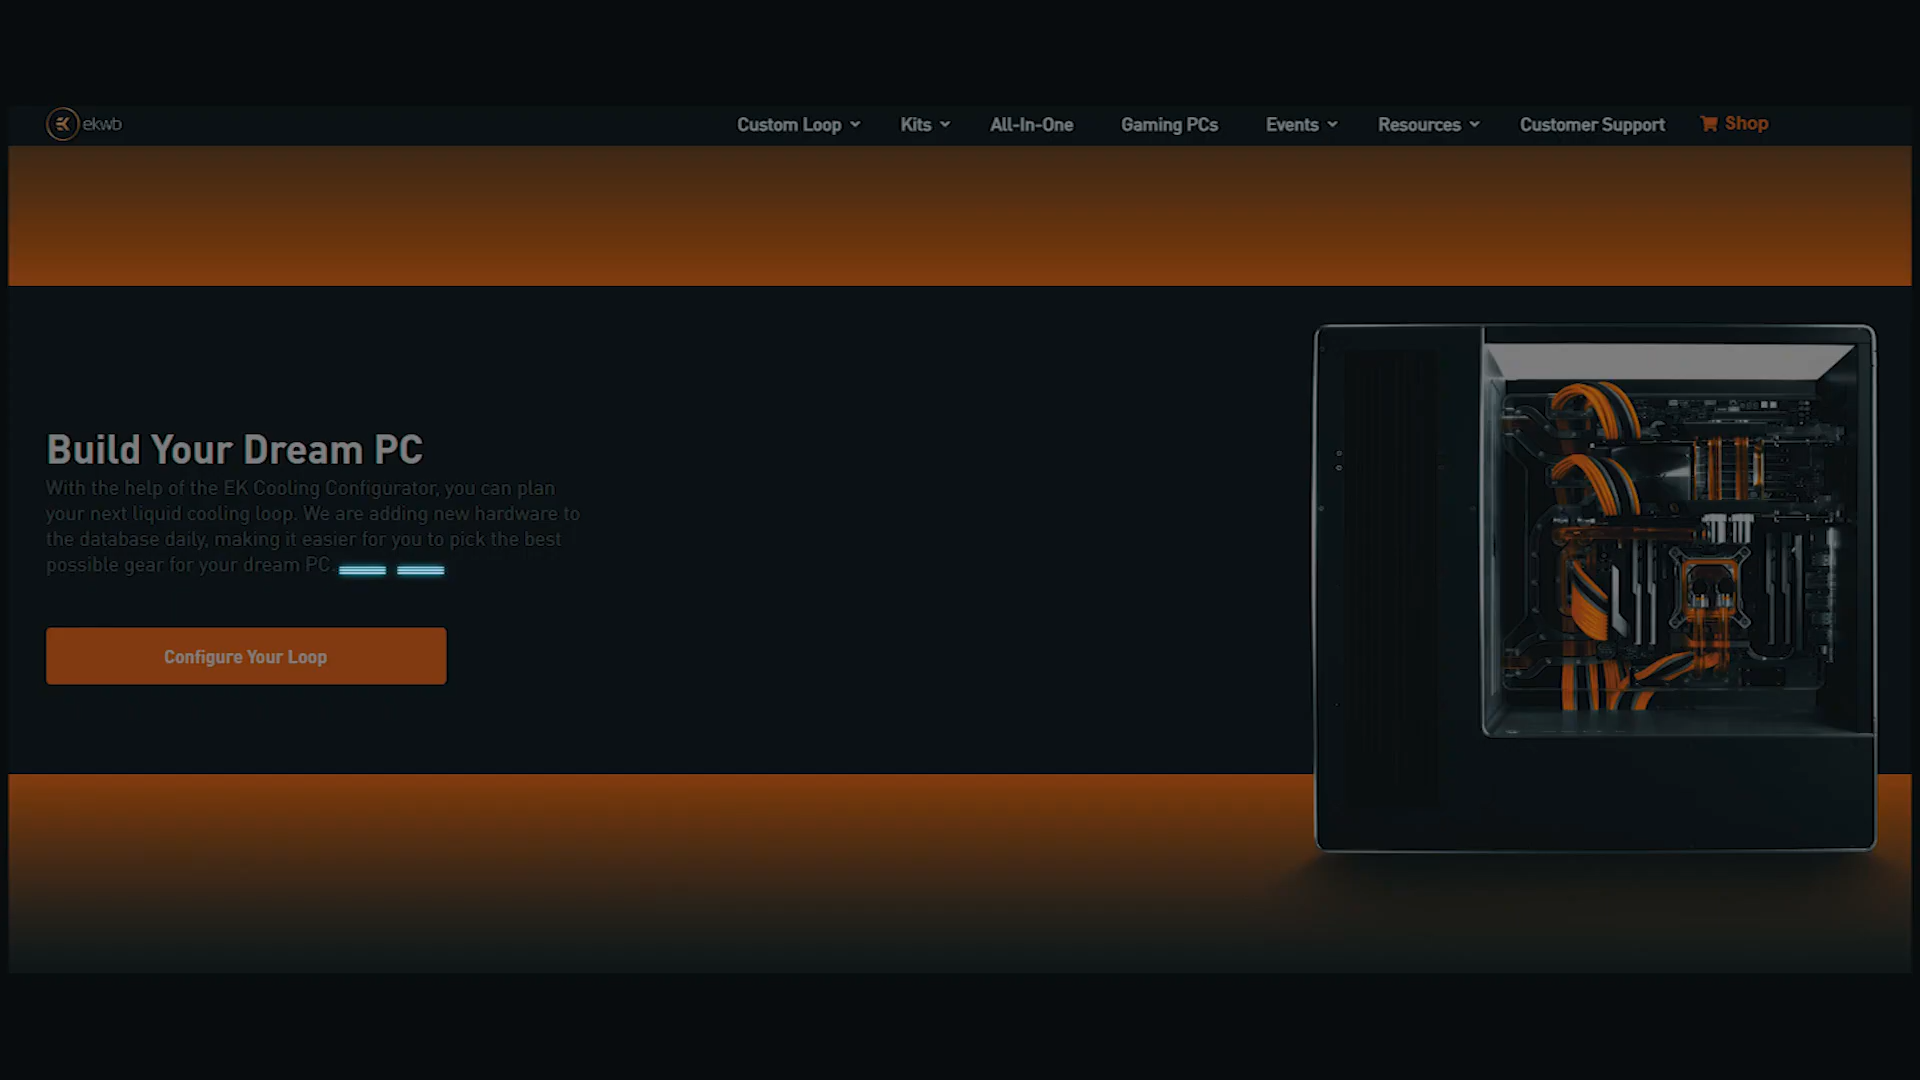 ekwb
Custom Loop
Kits
All-In-One
Gaming PCs
Events
Resources
Customer Support
Shop
Build Your Dream PC
With the help of the EK Cooling Configurator, you can plan
your next liquid cooling loop. We are adding new hardware to
the database daily, making it easier for you to pick the best
possible gear for your dream PC.
Configure Your Loop